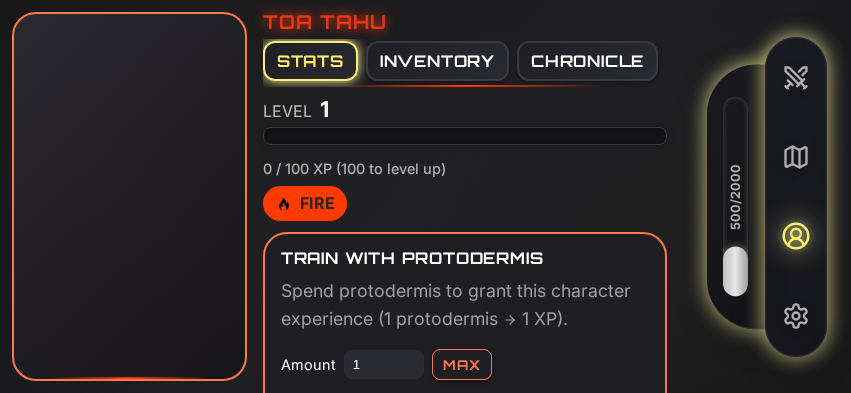 TOA TAHU
STATS
INVENTORY
CHRONICLE
LEVEL 1
0 / 100 XP (100 to level up)
FIRE
TRAIN WITH PROTODERMIS
Spend protodermis to grant this character
experience (1 protodermis → 1 XP).
Amount 1 MAX
500/2000